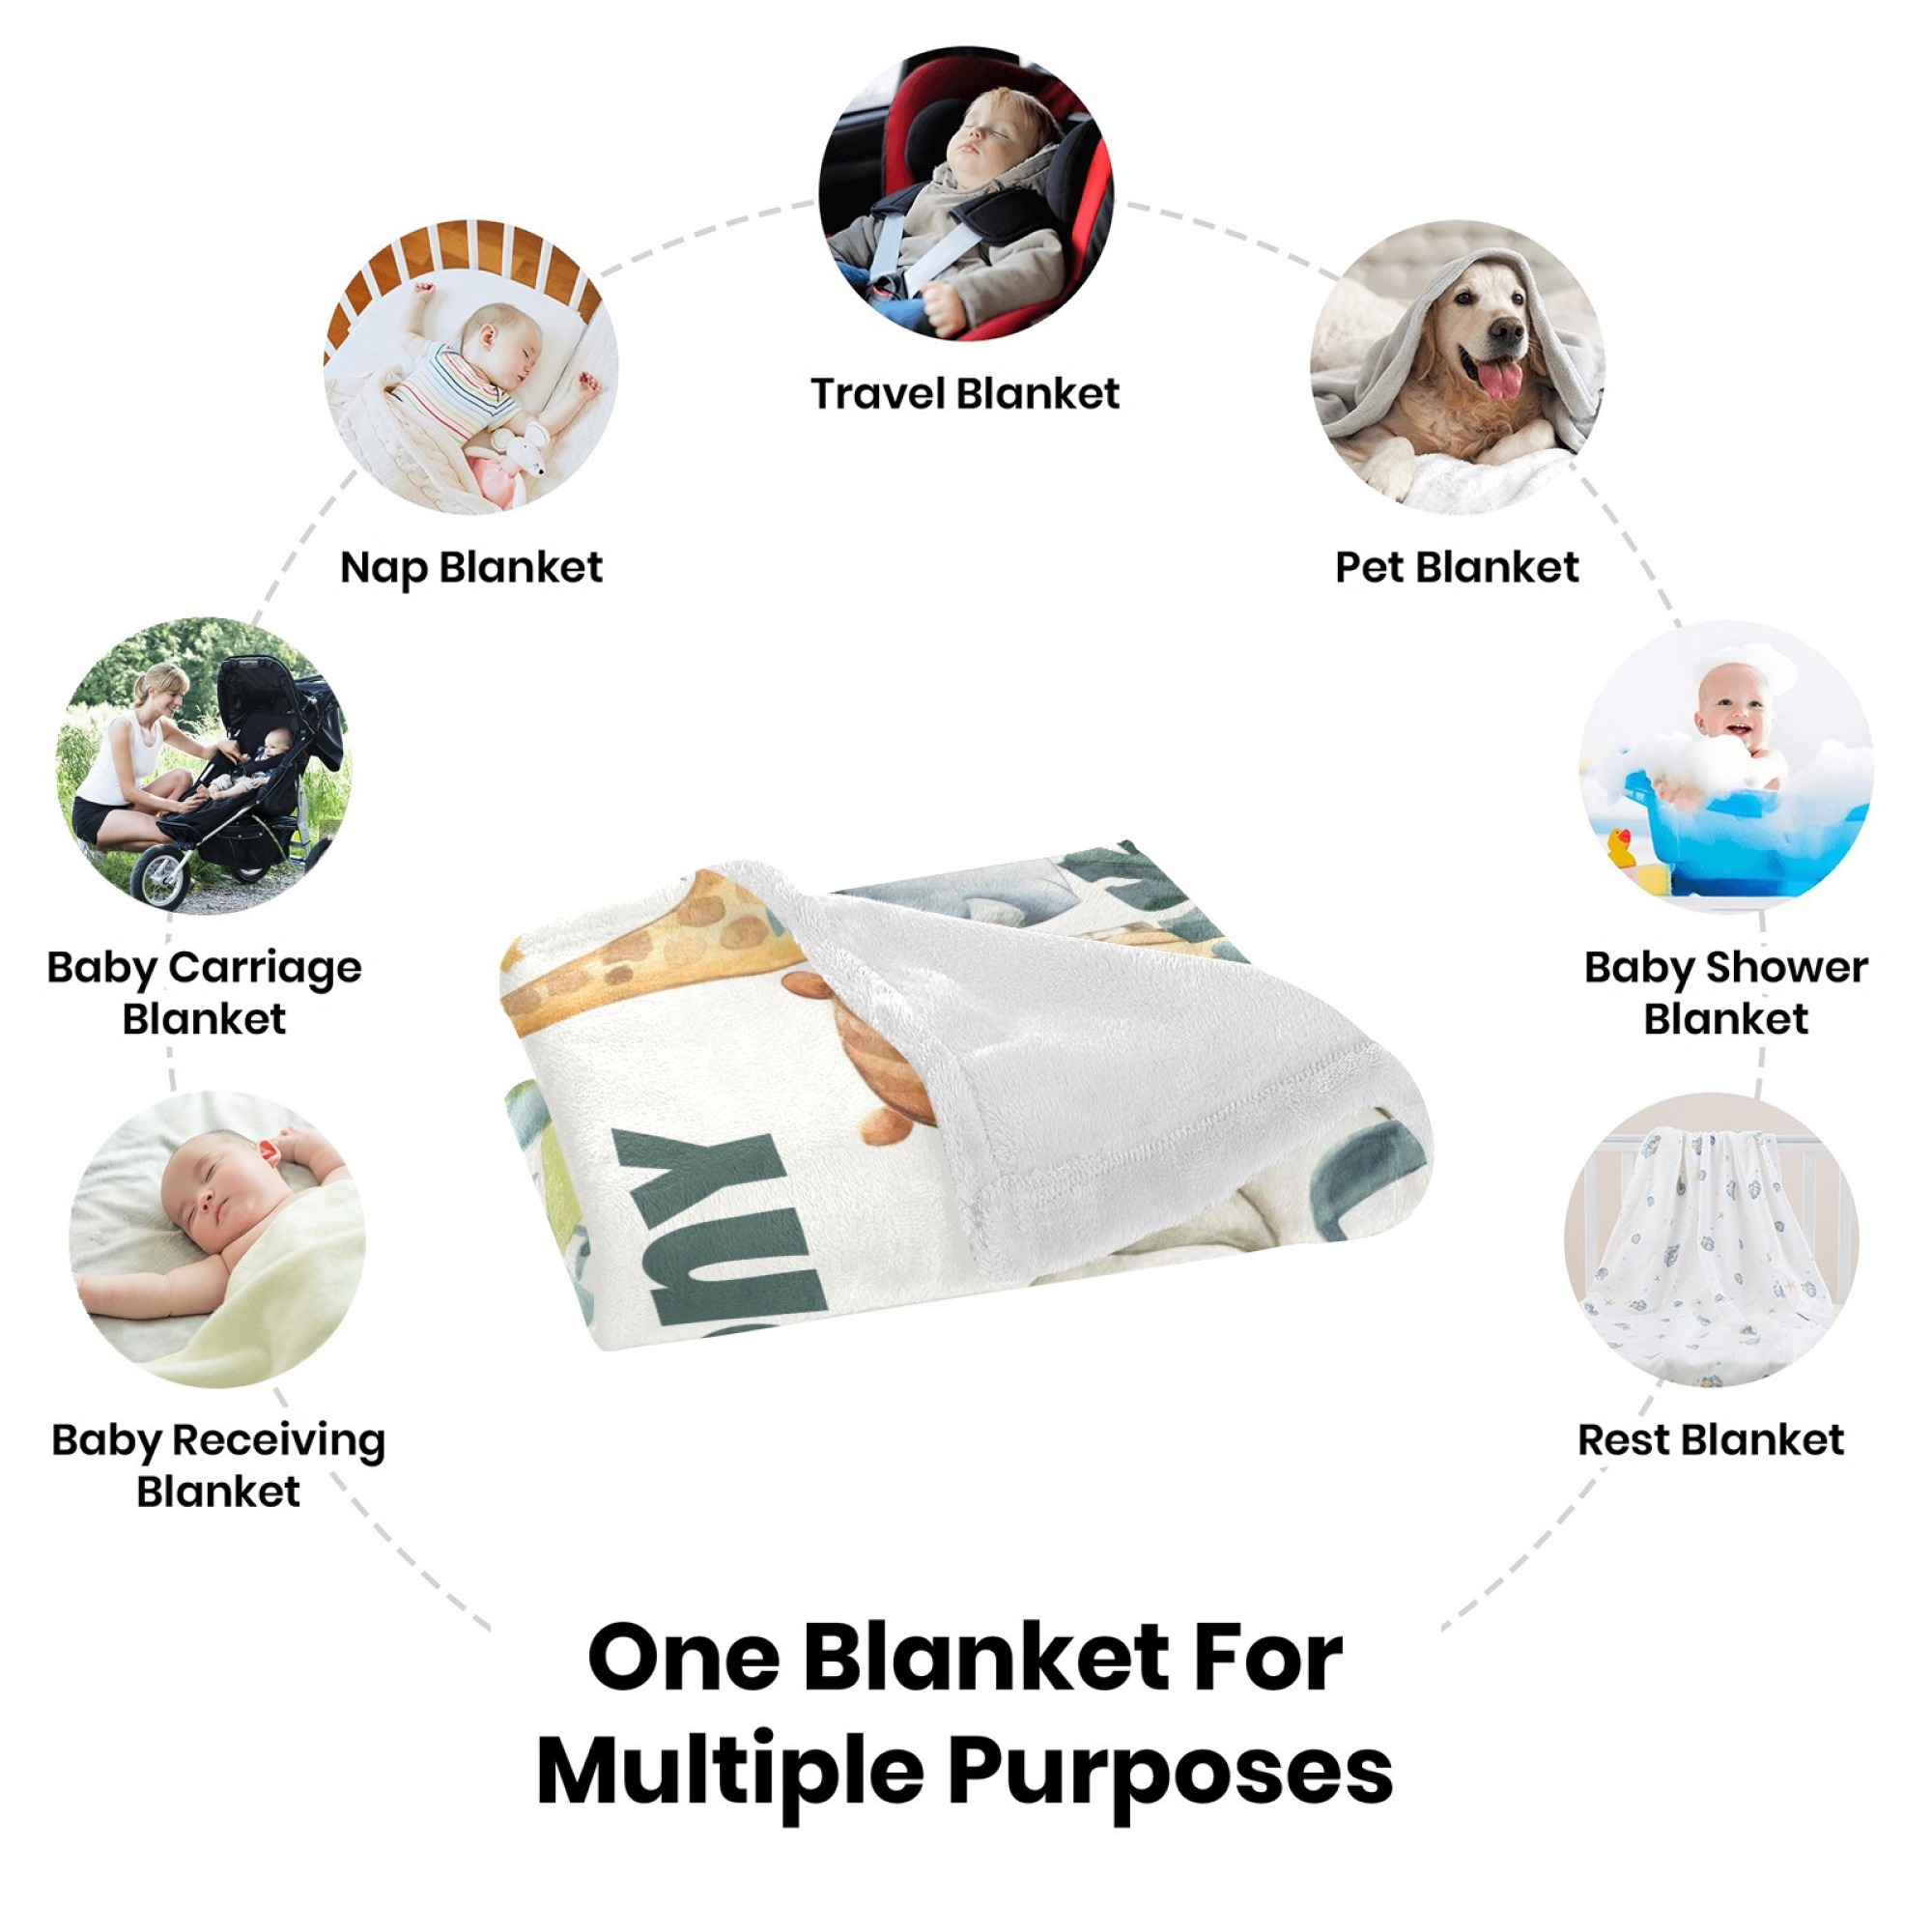 Travel Blanket
Nap Blanket
Pet Blanket
Baby Carriage
Blanket
Baby Shower
Blanket
Baby Receiving
Blanket
Rest Blanket
ny
One Blanket For
Multiple Purposes